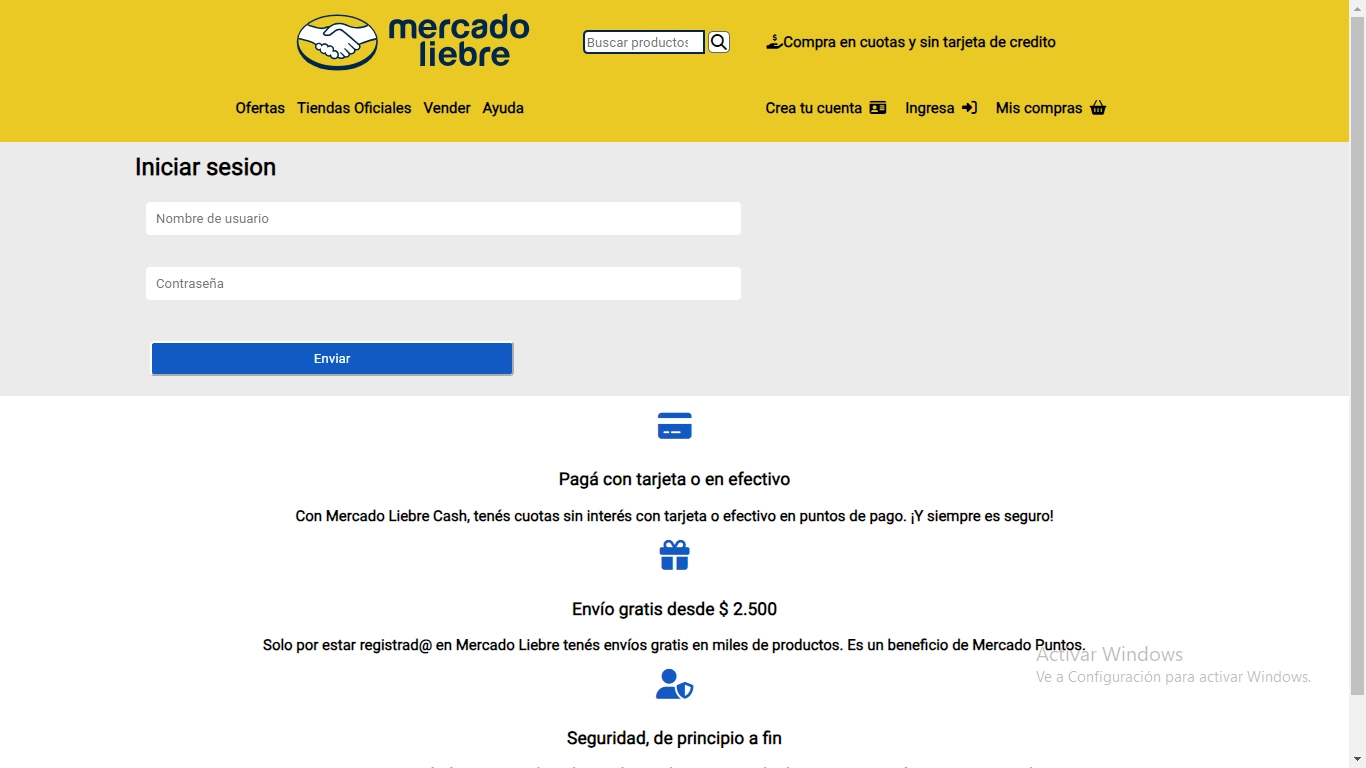 mercado
liebre
Buscar productos
Compra en cuotas y sin tarjeta de credito
Ofertas Tiendas Oficiales Vender Ayuda
Crea tu cuenta Ingresa Mis compras
Iniciar sesion
Nombre de usuario
Contraseña
Enviar
Pagá con tarjeta o en efectivo
Con Mercado Liebre Cash, tenés cuotas sin interés con tarjeta o efectivo en puntos de pago. ¡Y siempre es seguro!
Envío gratis desde $ 2.500
Solo por estar registrad@ en Mercado Liebre tenés envíos gratis en miles de productos. Es un beneficio de Mercado Puntos.
Activar Windows
Ve a Configuración para activar Windows.
Seguridad, de principio a fin